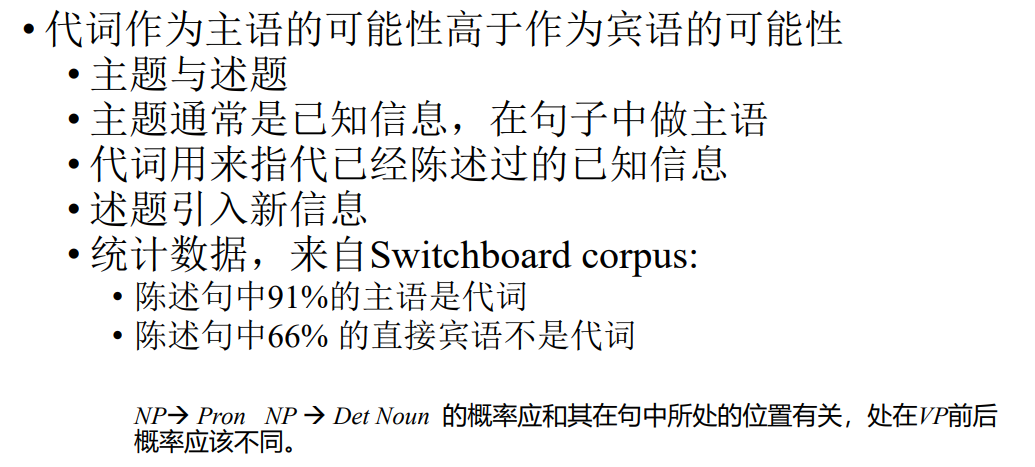 • 代词作为主语的可能性高于作为宾语的可能性
• 主题与述题
• 主题通常是已知信息，在句子中做主语
• 代词用来指代已经陈述过的已知信息
• 述题引入新信息
• 统计数据，来自Switchboard corpus:
• 陈述句中91%的主语是代词
• 陈述句中66% 的直接宾语不是代词
NP→ Pron NP → Det Noun 的概率应和其在句中所处的位置有关，处在VP前后
概率应该不同。